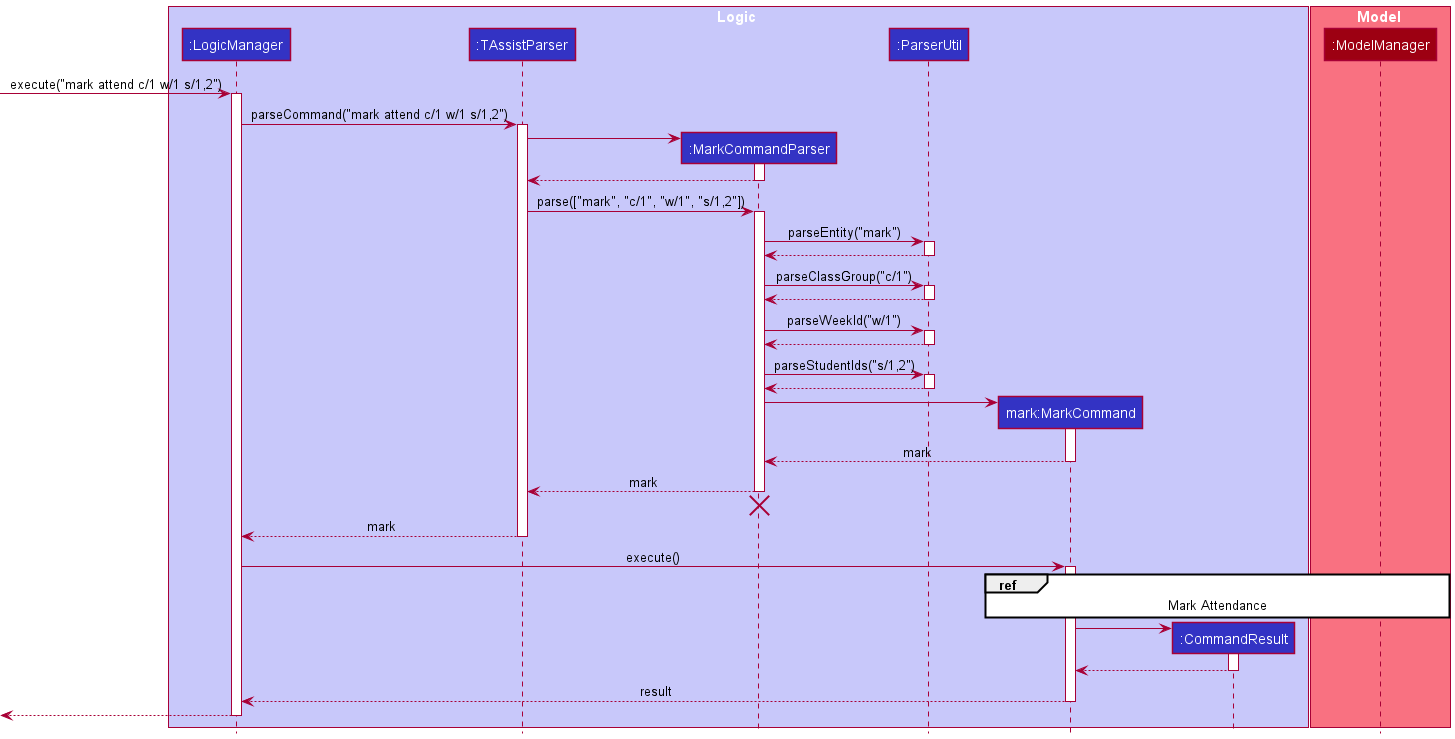 Logic
Model
:LogicManager
:TAssistParser
:ParserUtil
:ModelManager
execute("mark attend c/1 w/1 s/1,2")
parseCommand("mark attend c/1 w/1 s/1,2")
:MarkCommandParser
parse(["mark", "c/1", "w/1", "s/1,2"])
parseEntity("mark")
parseClassGroup("c/1")
parseWeekId("w/1")
parseStudentIds("s/1,2")
mark:MarkCommand
mark
mark
mark
execute()
ref
Mark Attendance
:CommandResult
result